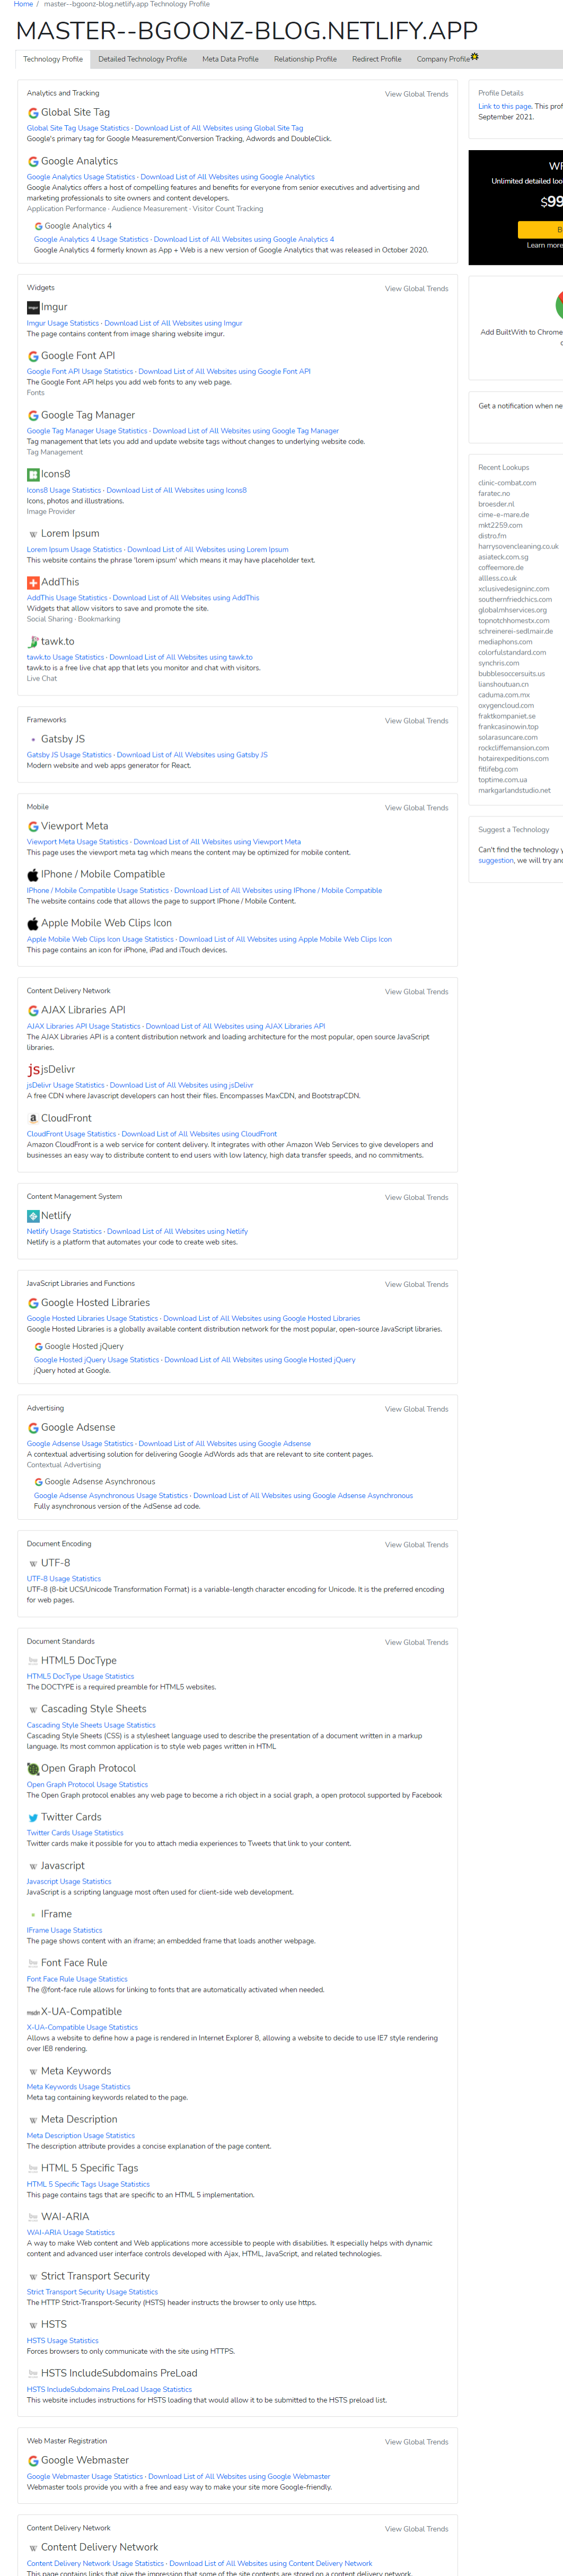 Home / master--bgoonz-blog.netlify.app Technology Profile
MASTER--BGOONZ-BLOG.NETLIFY.APP
Technology Profile
Detailed Technology Profile
Meta Data Profile
Relationship Profile
Redirect Profile
Company Profile
Analytics and Tracking
View Global Trends
Global Site Tag
Global Site Tag Usage Statistics · Download List of All Websites using Global Site Tag
Google's primary tag for Google Measurement/Conversion Tracking, Adwords and DoubleClick.
Google Analytics
Google Analytics Usage Statistics · Download List of All Websites using Google Analytics
Google Analytics offers a host of compelling features and benefits for everyone from senior executives and advertising and
marketing professionals to site owners and content developers.
Application Performance · Audience Measurement · Visitor Count Tracking
Google Analytics 4
Google Analytics 4 Usage Statistics · Download List of All Websites using Google Analytics 4
Google Analytics 4 formerly known as App + Web is a new version of Google Analytics that was released in October 2020.
Widgets
View Global Trends
Imgur
Imgur Usage Statistics · Download List of All Websites using Imgur
The page contains content from image sharing website imgur.
Google Font API
Google Font API Usage Statistics · Download List of All Websites using Google Font API
The Google Font API helps you add web fonts to any web page.
Fonts
Google Tag Manager
Google Tag Manager Usage Statistics · Download List of All Websites using Google Tag Manager
Tag management that lets you add and update website tags without changes to underlying website code.
Tag Management
Icons8
Icons8 Usage Statistics · Download List of All Websites using Icons8
Icons, photos and illustrations.
Image Provider
Lorem Ipsum
Lorem Ipsum Usage Statistics · Download List of All Websites using Lorem Ipsum
This website contains the phrase 'lorem ipsum' which means it may have placeholder text.
AddThis
AddThis Usage Statistics · Download List of All Websites using AddThis
Widgets that allow visitors to save and promote the site.
Social Sharing · Bookmarking
tawk.to
tawk.to Usage Statistics · Download List of All Websites using tawk.to
tawk.to is a free live chat app that lets you monitor and chat with visitors.
Live Chat
Frameworks
View Global Trends
Gatsby JS
Gatsby JS Usage Statistics · Download List of All Websites using Gatsby JS
Modern website and web apps generator for React.
Mobile
View Global Trends
Viewport Meta
Viewport Meta Usage Statistics · Download List of All Websites using Viewport Meta
This page uses the viewport meta tag which means the content may be optimized for mobile content.
IPhone / Mobile Compatible
IPhone / Mobile Compatible Usage Statistics · Download List of All Websites using IPhone / Mobile Compatible
The website contains code that allows the page to support IPhone / Mobile Content.
Apple Mobile Web Clips Icon
Apple Mobile Web Clips Icon Usage Statistics · Download List of All Websites using Apple Mobile Web Clips Icon
This page contains an icon for iPhone, iPad and iTouch devices.
Content Delivery Network
View Global Trends
AJAX Libraries API
AJAX Libraries API Usage Statistics · Download List of All Websites using AJAX Libraries API
The AJAX Libraries API is a content distribution network and loading architecture for the most popular, open source JavaScript
libraries.
jsDelivr
jsDelivr Usage Statistics · Download List of All Websites using jsDelivr
A free CDN where Javascript developers can host their files. Encompasses MaxCDN, and BootstrapCDN.
CloudFront
CloudFront Usage Statistics · Download List of All Websites using CloudFront
Amazon CloudFront is a web service for content delivery. It integrates with other Amazon Web Services to give developers and
businesses an easy way to distribute content to end users with low latency, high data transfer speeds, and no commitments.
Content Management System
View Global Trends
Netlify
Netlify Usage Statistics · Download List of All Websites using Netlify
Netlify is a platform that automates your code to create web sites.
JavaScript Libraries and Functions
View Global Trends
Google Hosted Libraries
Google Hosted Libraries Usage Statistics · Download List of All Websites using Google Hosted Libraries
Google Hosted Libraries is a globally available content distribution network for the most popular, open-source JavaScript libraries.
Google Hosted jQuery
Google Hosted jQuery Usage Statistics · Download List of All Websites using Google Hosted jQuery
jQuery hoted at Google.
Advertising
View Global Trends
Google Adsense
Google Adsense Usage Statistics · Download List of All Websites using Google Adsense
A contextual advertising solution for delivering Google AdWords ads that are relevant to site content pages.
Contextual Advertising
Google Adsense Asynchronous
Google Adsense Asynchronous Usage Statistics · Download List of All Websites using Google Adsense Asynchronous
Fully asynchronous version of the AdSense ad code.
Document Encoding
View Global Trends
UTF-8
UTF-8 Usage Statistics
UTF-8 (8-bit UCS/Unicode Transformation Format) is a variable-length character encoding for Unicode. It is the preferred encoding
for web pages.
Document Standards
View Global Trends
HTML5 DocType
HTML5 DocType Usage Statistics
The DOCTYPE is a required preamble for HTML5 websites.
Cascading Style Sheets
Cascading Style Sheets Usage Statistics
Cascading Style Sheets (CSS) is a stylesheet language used to describe the presentation of a document written in a markup
language. Its most common application is to style web pages written in HTML
Open Graph Protocol
Open Graph Protocol Usage Statistics
The Open Graph protocol enables any web page to become a rich object in a social graph, a open protocol supported by Facebook
Twitter Cards
Twitter Cards Usage Statistics
Twitter cards make it possible for you to attach media experiences to Tweets that link to your content.
Javascript
Javascript Usage Statistics
JavaScript is a scripting language most often used for client-side web development.
IFrame
IFrame Usage Statistics
The page shows content with an iframe; an embedded frame that loads another webpage.
Font Face Rule
Font Face Rule Usage Statistics
The @font-face rule allows for linking to fonts that are automatically activated when needed.
X-UA-Compatible
X-UA-Compatible Usage Statistics
Allows a website to define how a page is rendered in Internet Explorer 8, allowing a website to decide to use IE7 style rendering
over IE8 rendering.
Meta Keywords
Meta Keywords Usage Statistics
Meta tag containing keywords related to the page.
Meta Description
Meta Description Usage Statistics
The description attribute provides a concise explanation of the page content.
HTML 5 Specific Tags
HTML 5 Specific Tags Usage Statistics
This page contains tags that are specific to an HTML 5 implementation.
WAI-ARIA
WAI-ARIA Usage Statistics
A way to make Web content and Web applications more accessible to people with disabilities. It especially helps with dynamic
content and advanced user interface controls developed with Ajax, HTML, JavaScript, and related technologies.
Strict Transport Security
Strict Transport Security Usage Statistics
The HTTP Strict-Transport-Security (HSTS) header instructs the browser to only use https.
HSTS
HSTS Usage Statistics
Forces browsers to only communicate with the site using HTTPS.
HSTS IncludeSubdomains PreLoad
HSTS IncludeSubdomains PreLoad Usage Statistics
This website includes instructions for HSTS loading that would allow it to be submitted to the HSTS preload list.
Web Master Registration
View Global Trends
Google Webmaster
Google Webmaster Usage Statistics · Download List of All Websites using Google Webmaster
Webmaster tools provide you with a free and easy way to make your site more Google-friendly.
Content Delivery Network
View Global Trends
Content Delivery Network
Content Delivery Network Usage Statistics · Download List of All Websites using Content Delivery Network
This page contains links that give the impression that some of the site contents are stored on a content delivery network.
Profile Details
Link to this page. This prof
September 2021.
Unlimited detailed loo
$99
Learn more
Add BuiltWith to Chrome
Get a notification when ne
Recent Lookups
clinic-combat.com
faratec.no
broesder.nl
cime-e-mare.de
mkt2259.com
distro.fm
harrysovencleaning.co.uk
asiateck.com.sg
coffeemore.de
allless.co.uk
xclusivedesigninc.com
southernfriedchics.com
globalmhservices.org
topnotchhomestx.com
schreinerei-sedlmair.de
mediaphons.com
colorfulstandard.com
synchris.com
bubblesoccersuits.us
lianshoutuan.cn
caduma.com.mx
oxygencloud.com
fraktkompaniet.se
frankcasinowin.top
solarasuncare.com
rockcliffemansion.com
hotairexpeditions.com
fitlifebg.com
toptime.com.ua
markgarlandstudio.net
Suggest a Technology
Can't find the technology y
suggestion, we will try and